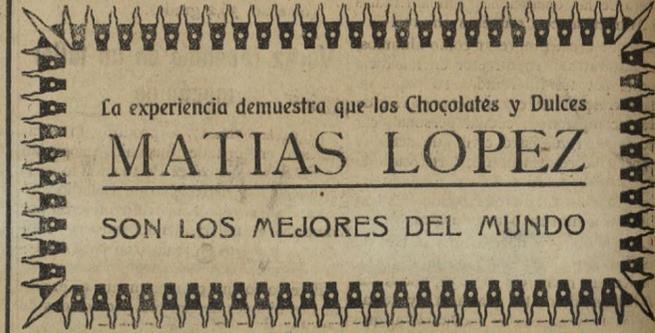 La experiencia demuestra que los Chocolates y Dulces
MATIAS LOPEZ
SON LOS MEJORES DEL MUNDO